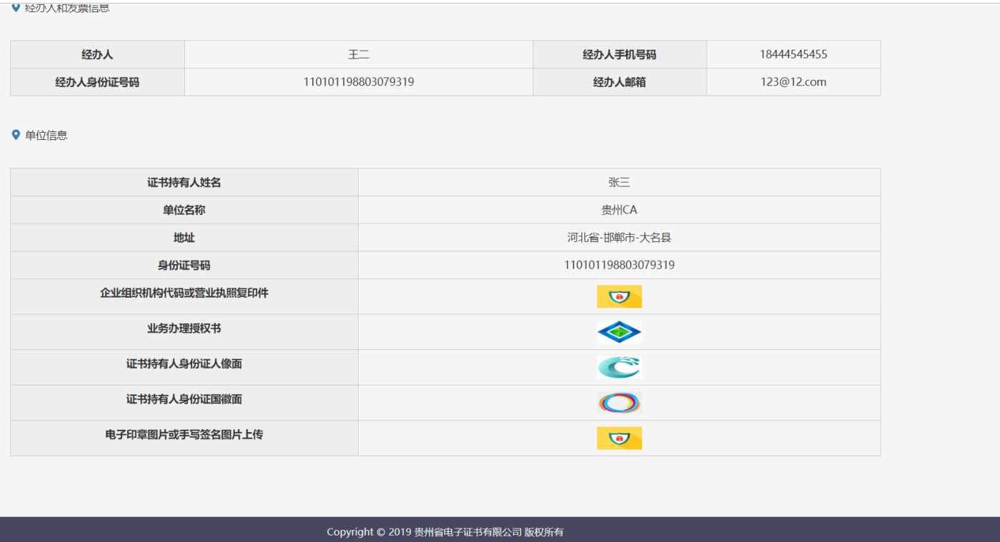 经办人和发票信息
经办人 王二 经办人手机号码 18444545455
经办人身份证号码 110101198803079319 经办人邮箱 123@12.com
单位信息
证书持有人姓名 张三
单位名称 贵州CA
地址 河北省-邯郸市-大名县
身份证号码 110101198803079319
企业组织机构代码或营业执照复印件
业务办理授权书
证书持有人身份证人像面
证书持有人身份证国徽面
电子印章图片或手写签名图片上传
Copyright © 2019 贵州省电子证书有限公司 版权所有